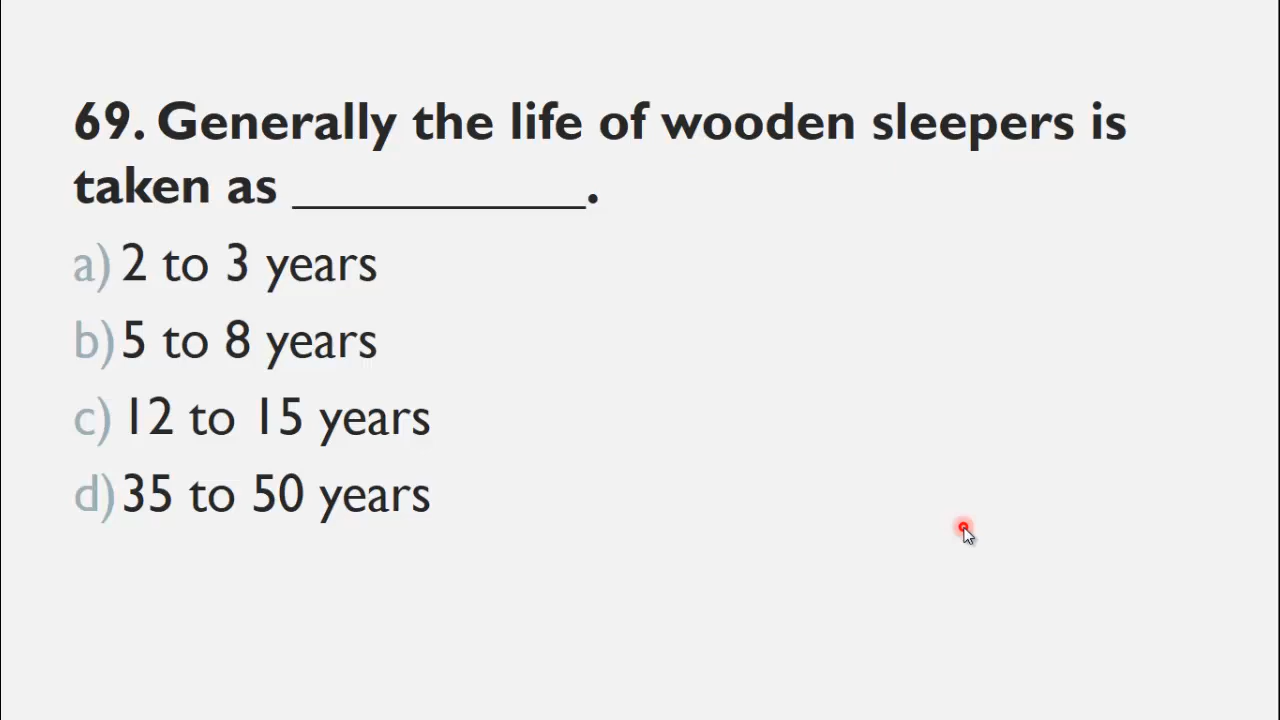 69. Generally the life of wooden sleepers is
taken as ___________.
a) 2 to 3 years
b) 5 to 8 years
c) 12 to 15 years
d) 35 to 50 years